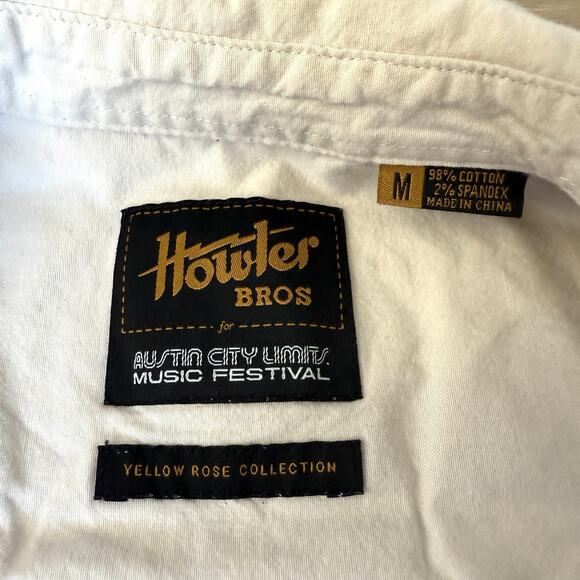 M
98% COTTON
2% SPANDEX
MADE IN CHINA
Howler
BROS
for
AUSTIN CITY LIMITS
MUSIC FESTIVAL
YELLOW ROSE COLLECTION